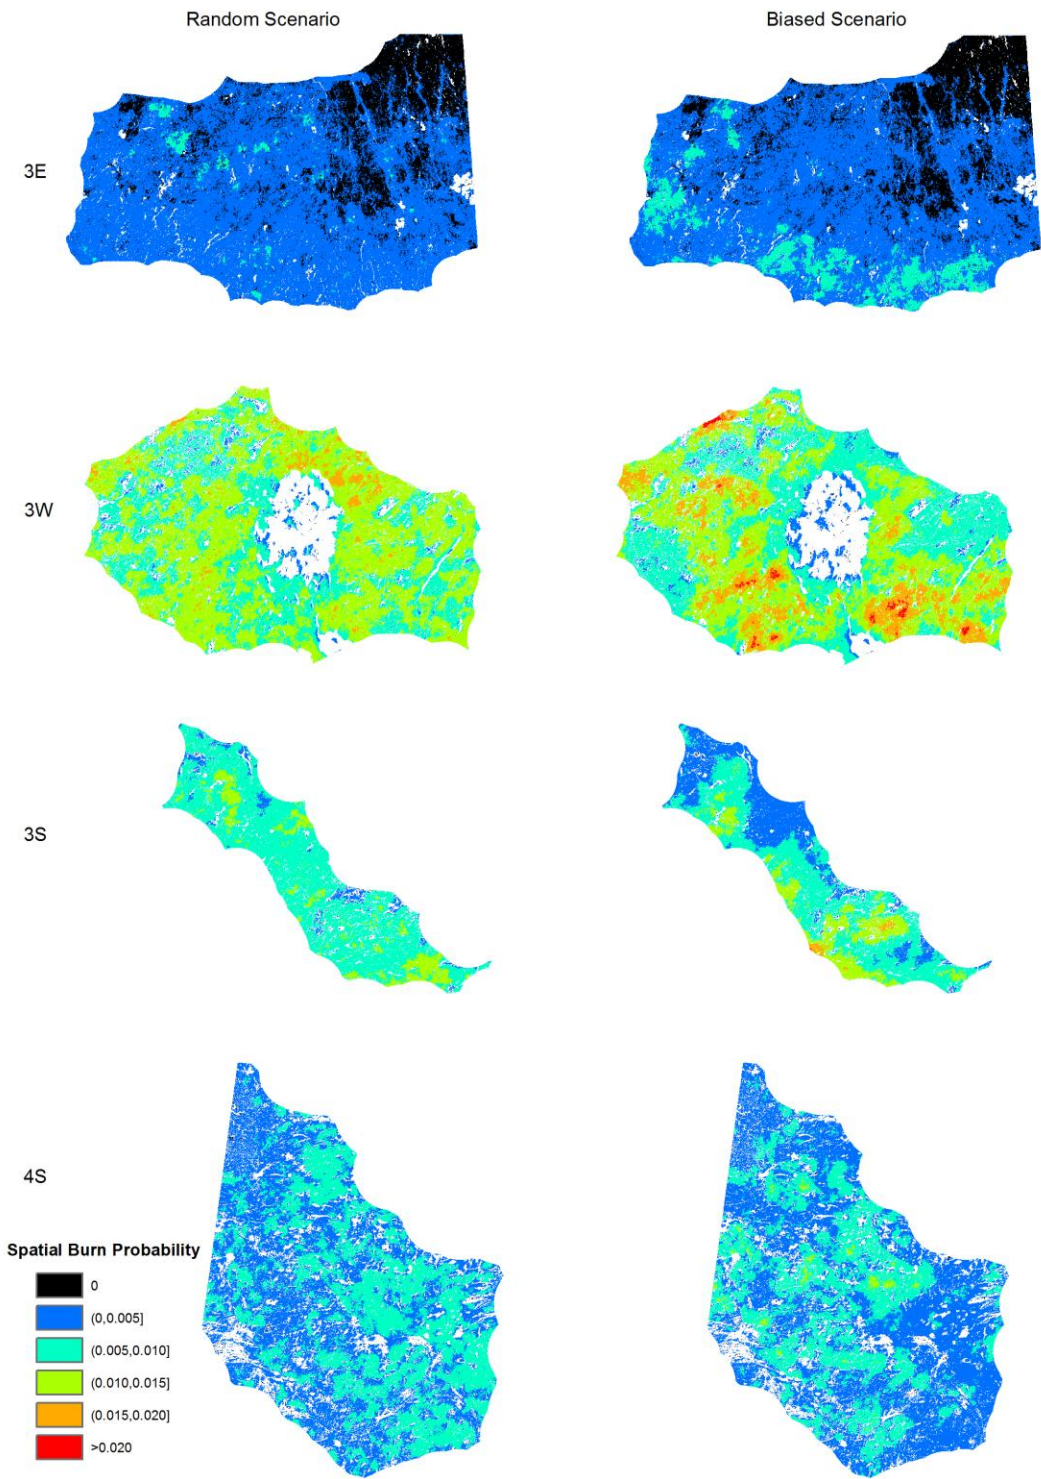 Random Scenario
Biased Scenario
3E
3W
3S
4S
Spatial Burn Probability
0
(0,0.005]
(0.005,0.010]
(0.010,0.015]
(0.015,0.020]
>0.020